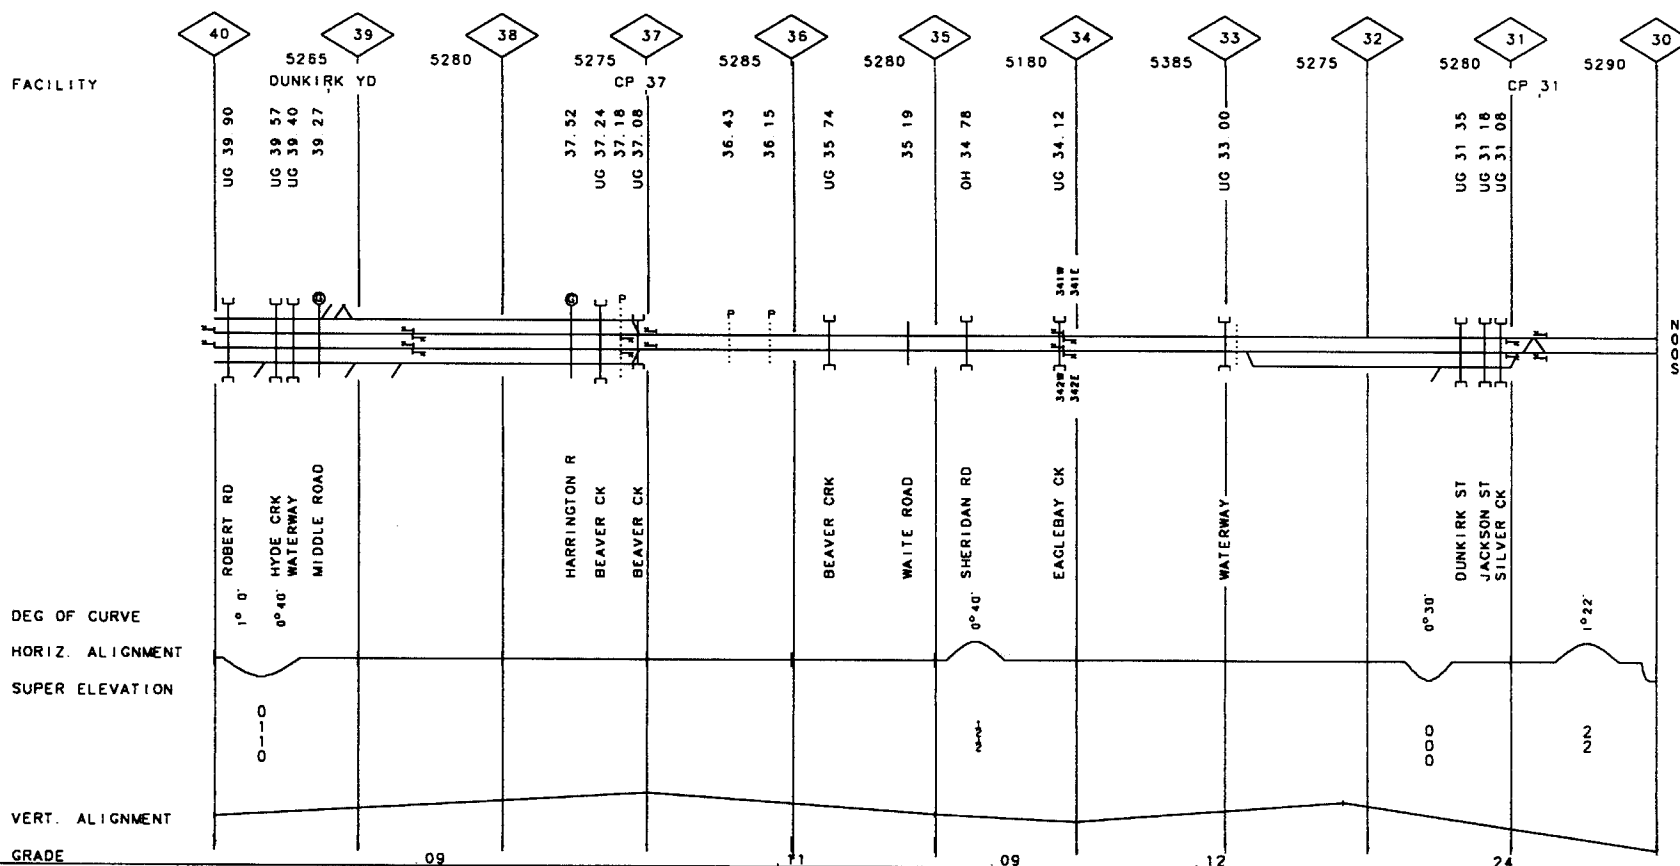 40 39 38 37 36 35 34 33 32 31 30
5265 5280 5275 5285 5280 5180 5385 5275 5280 5290
FACILITY
DUNKIRK YD
CP 37
CP 31
UG 39 90
UG 39 57
UG 39 40
39.27
37.52
UG 37.24
37.18
UG 37.08
36.43
36 15
UG 35 74
35 19
OH 34 78
UG 34.12
UG 33 00
UG 31 35
UG 31 18
UG 31 08
341W
341E
G
G P
P P
N
O
O
S
342W
342E
ROBERT RD
HYDE CRK
WATERWAY
MIDDLE ROAD
HARRINGTON R
BEAVER CK
BEAVER CK
BEAVER CRK
WAITE ROAD
SHERIDAN RD
EAGLEBAY CK
WATERWAY
DUNKIRK ST
JACKSON ST
SILVER CK
DEG OF CURVE
1° 0'
0°40'
0°40'
0°30'
1°22'
HORIZ. ALIGNMENT
SUPER ELEVATION
0
1
1
0
0
0
0
2
2
VERT. ALIGNMENT
GRADE
.09 .11 .09 .12 .24